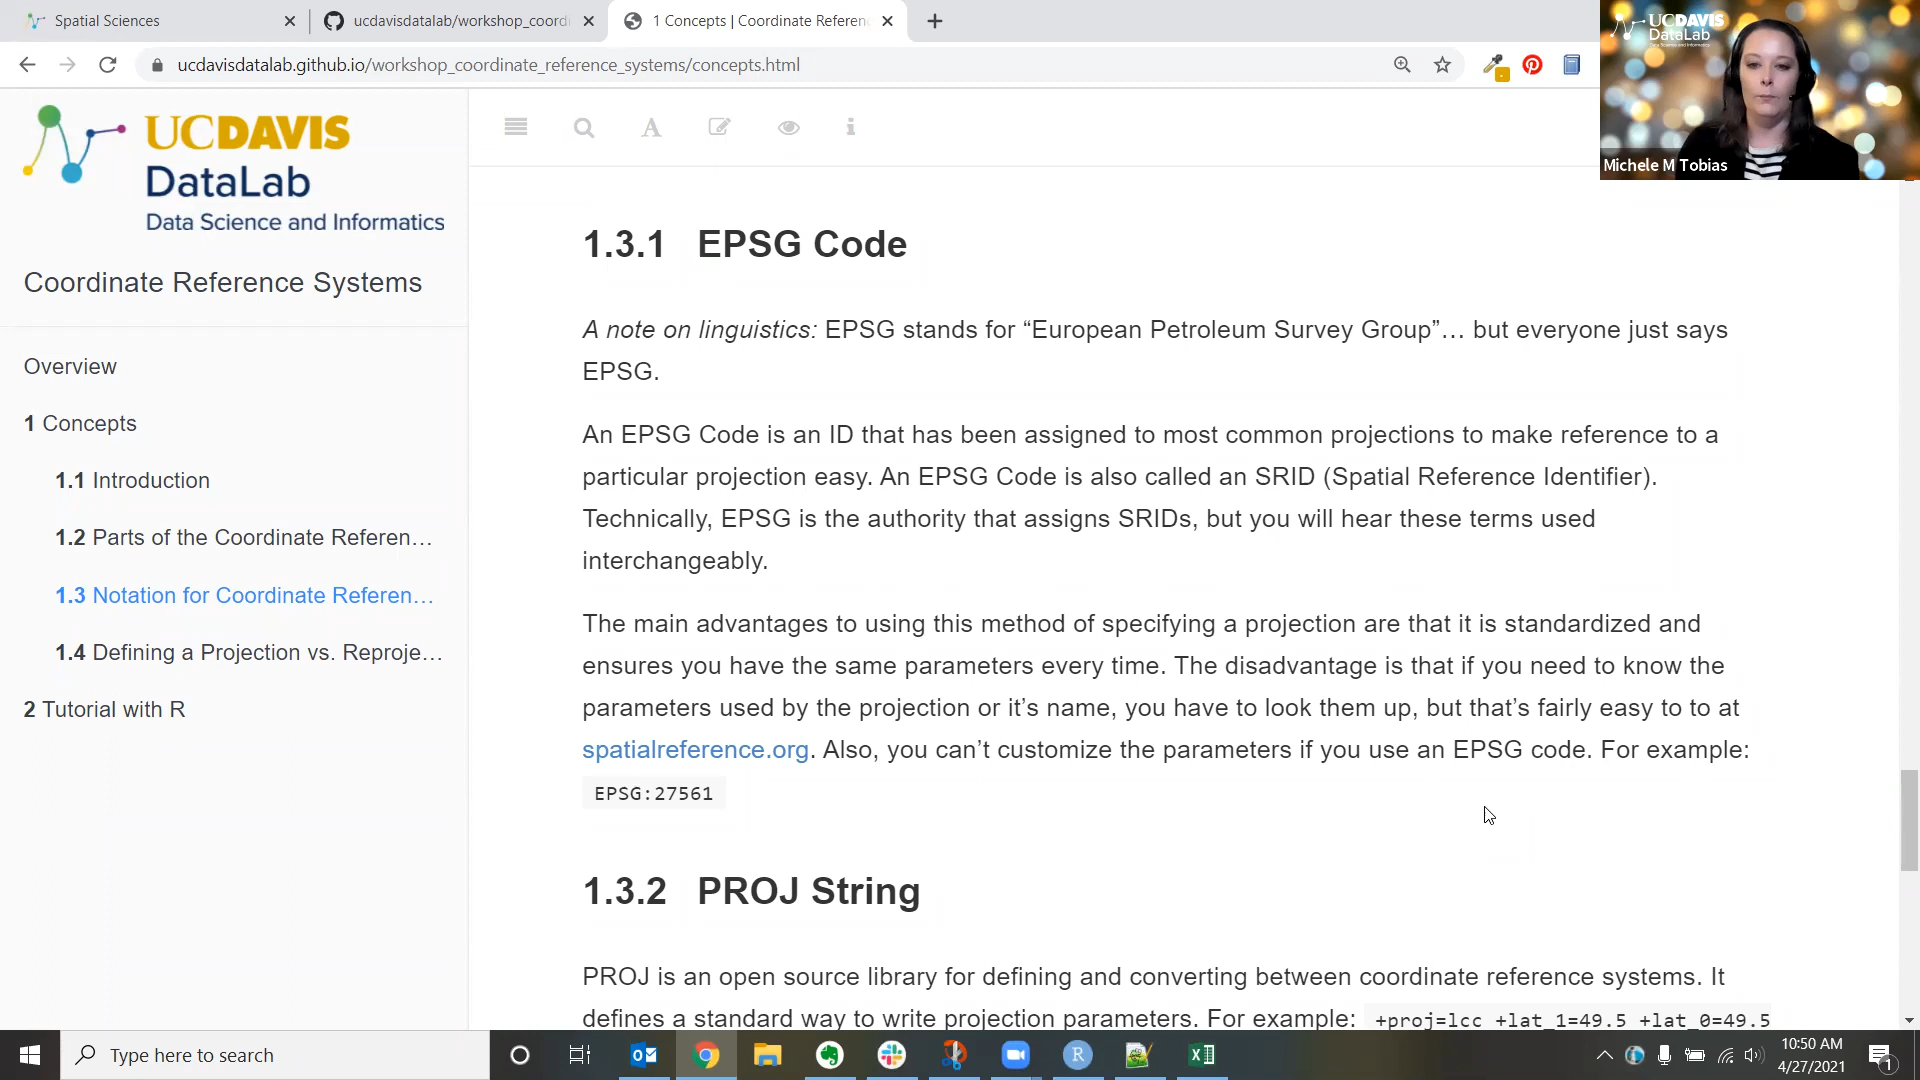 Spatial Sciences
ucdavisdatalab/workshop_coordi
1 Concepts | Coordinate Referen
ucdavisdatalab.github.io/workshop_coordinate_reference_systems/concepts.html
UCDAVIS
DataLab
Michele M Tobias
UCDAVIS
DataLab
Data Science and Informatics
Coordinate Reference Systems
Overview
1 Concepts
1.1 Introduction
1.2 Parts of the Coordinate Referen…
1.3 Notation for Coordinate Referen…
1.4 Defining a Projection vs. Reproje…
2 Tutorial with R
1.3.1 EPSG Code
A note on linguistics: EPSG stands for “European Petroleum Survey Group”… but everyone just says
EPSG.
An EPSG Code is an ID that has been assigned to most common projections to make reference to a
particular projection easy. An EPSG Code is also called an SRID (Spatial Reference Identifier).
Technically, EPSG is the authority that assigns SRIDs, but you will hear these terms used
interchangeably.
The main advantages to using this method of specifying a projection are that it is standardized and
ensures you have the same parameters every time. The disadvantage is that if you need to know the
parameters used by the projection or it’s name, you have to look them up, but that’s fairly easy to to at
spatialreference.org. Also, you can’t customize the parameters if you use an EPSG code. For example:
EPSG:27561
1.3.2 PROJ String
PROJ is an open source library for defining and converting between coordinate reference systems. It
defines a standard way to write projection parameters. For example: +proj=lcc +lat_1=49.5 +lat_0=49.5
Type here to search
10:50 AM
4/27/2021
1